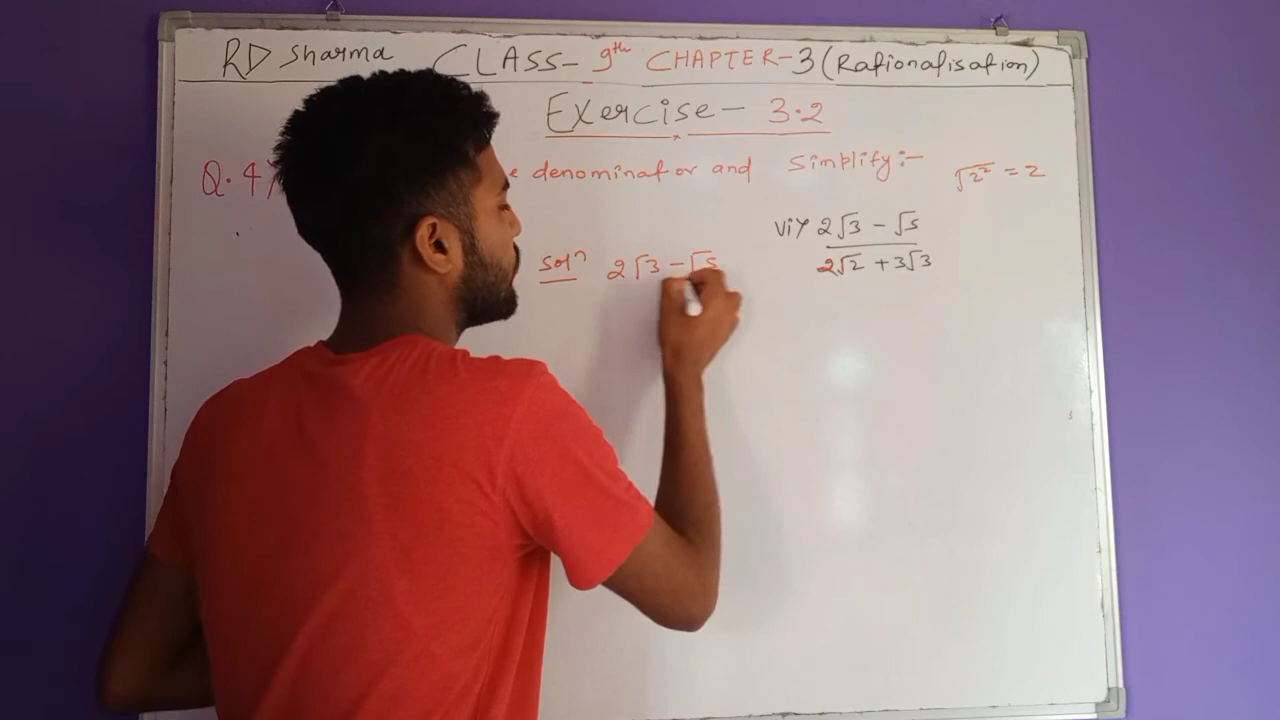 RD Sharma CLASS- 9th CHAPTER-3 (Rationalisation)
Exercise - 3.2
Q.4> denominator and Simplify:- √2² = 2
vi> 2√3 - √5
2√2 + 3√3
Solⁿ 2√3 - √5